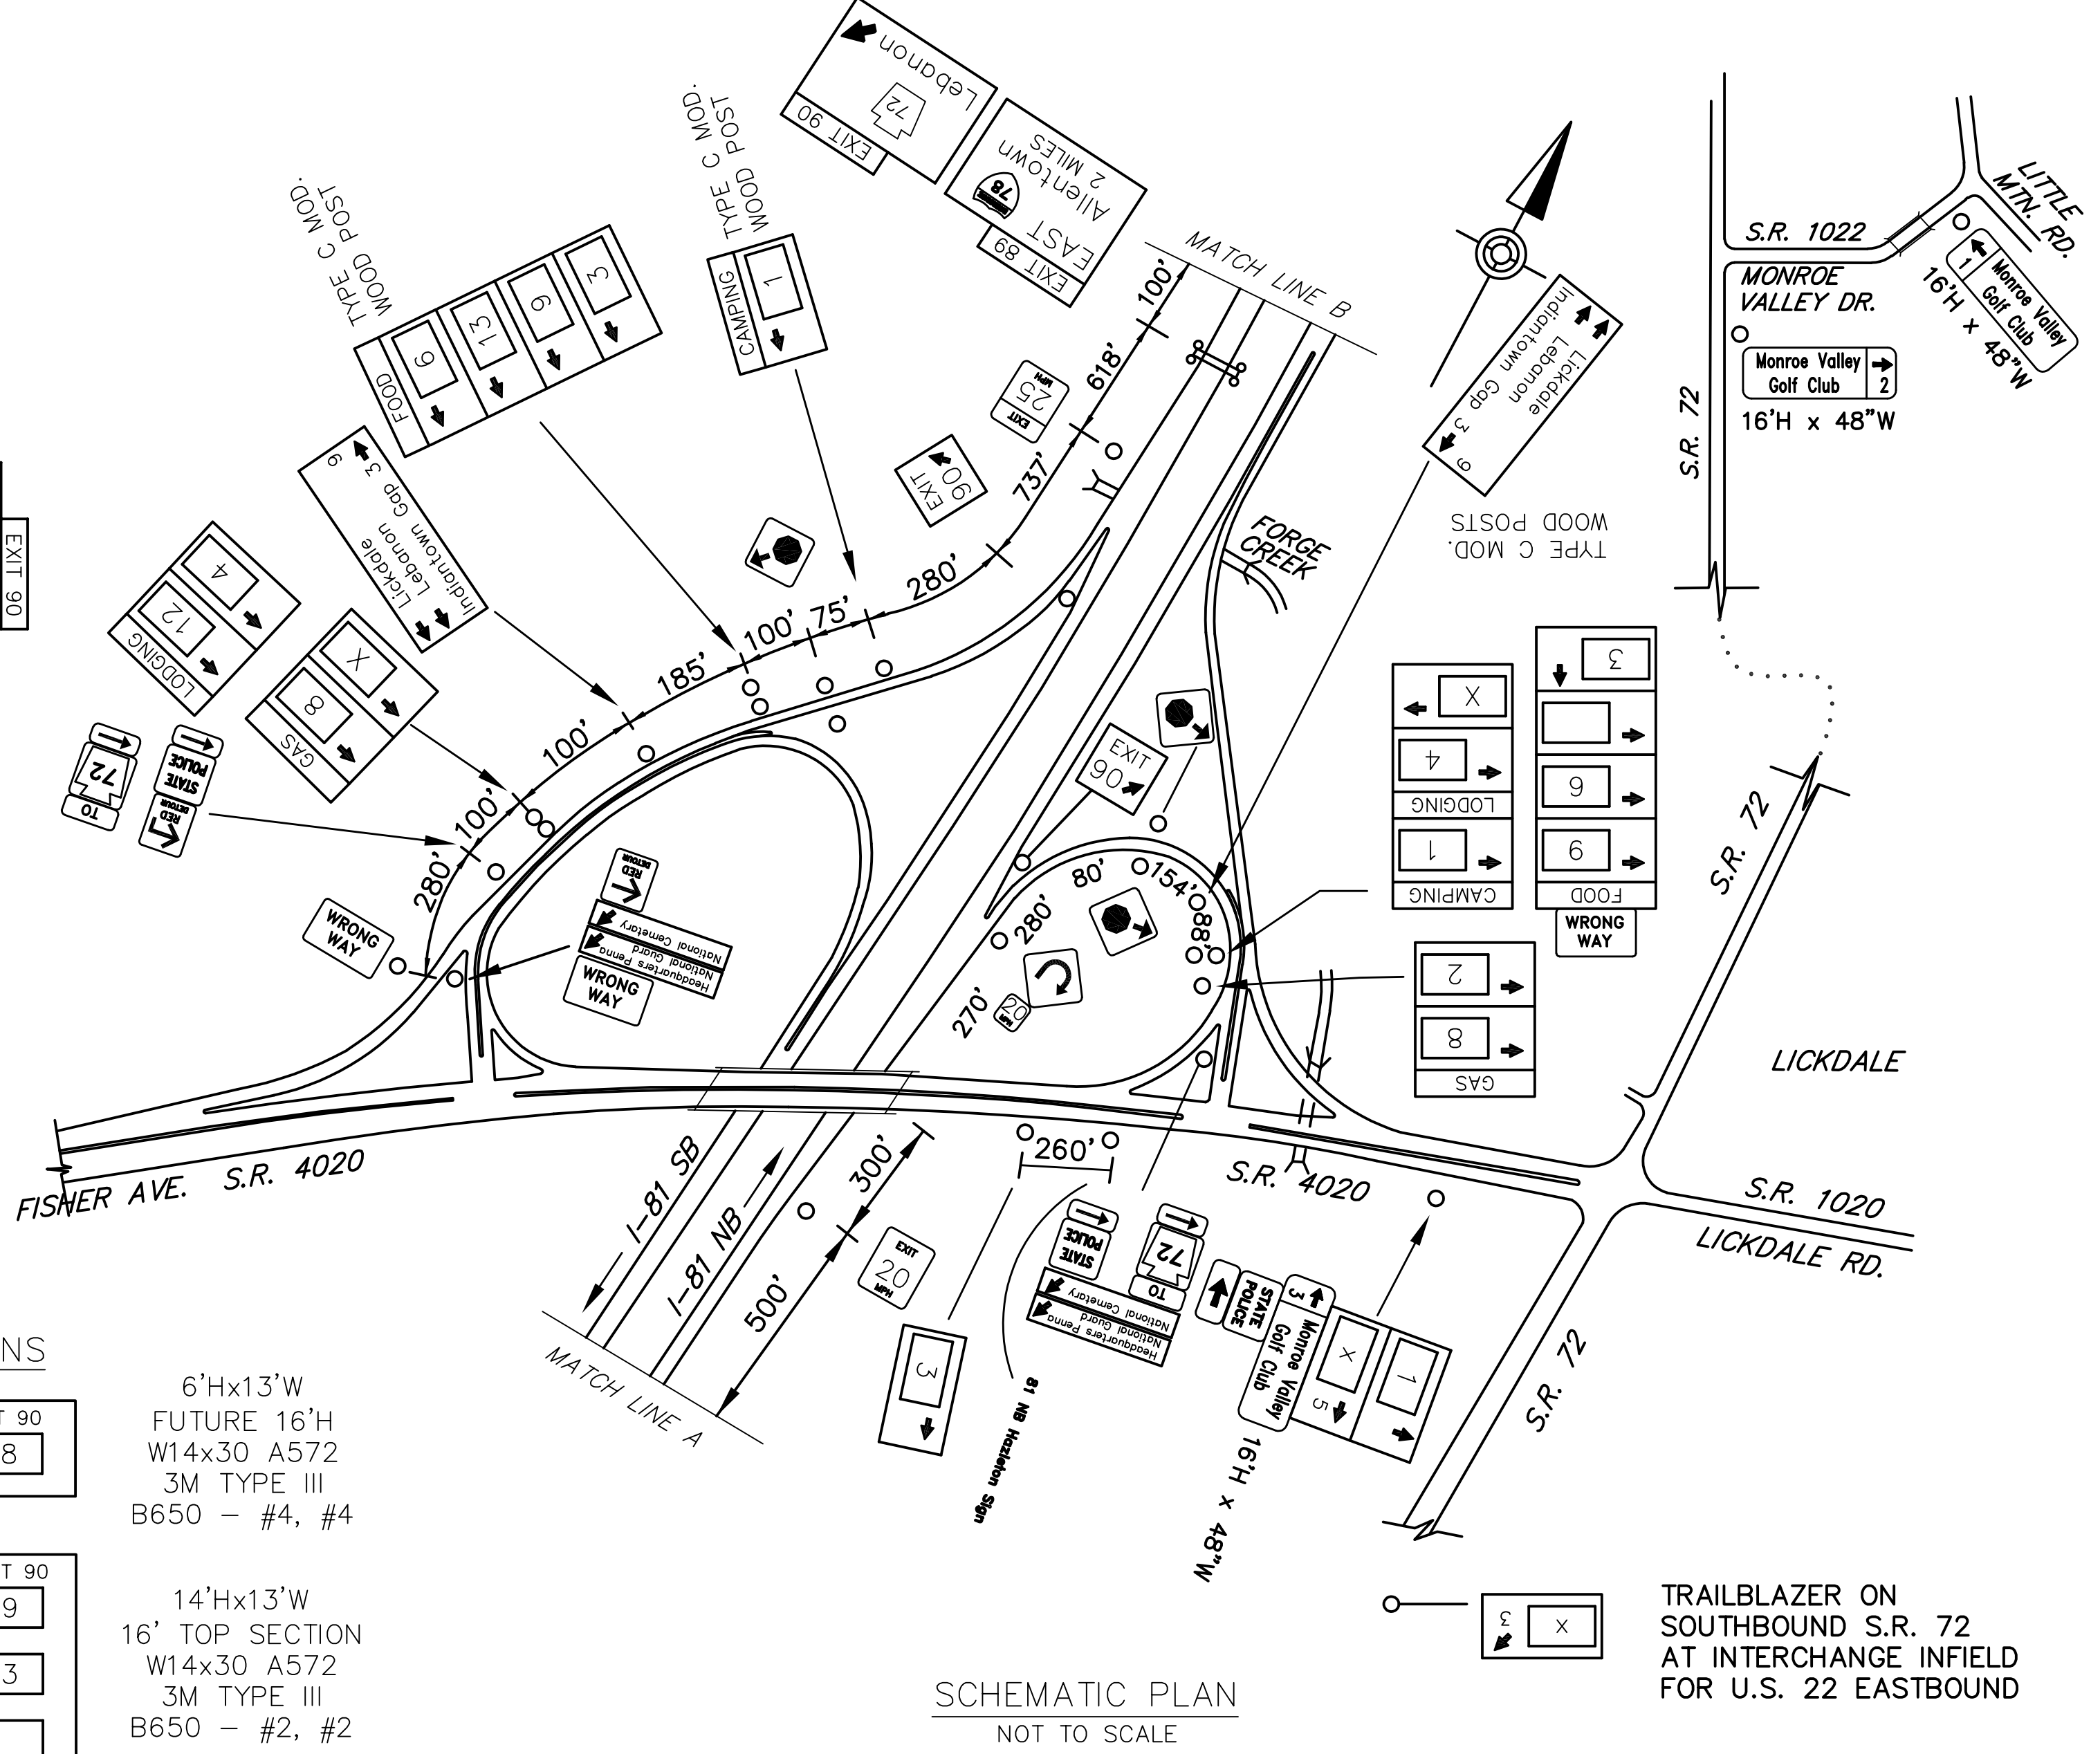 EXIT 90
72
Lebanon
EXIT 89
EAST
78
Allentown
2 MILES
TYPE C MOD.
WOOD POST
CAMPING
1
TYPE C MOD.
WOOD POST
FOOD
6
13
9
3
MATCH LINE B
100'
618'
737'
280'
75'
100'
185'
100'
100'
280'
EXIT
25
MPH
EXIT
90
Lickdale
Lebanon 9
Indiantown Gap 3
LODGING
12
4
GAS
8
X
TO
72
STATE
POLICE
RED
DETOUR
EXIT 90
WRONG
WAY
RED
DETOUR
National Cemetary
Headquarters Penna
National Guard
WRONG
WAY
FORGE
CREEK
Lickdale
Lebanon 9
Indiantown Gap 3
TYPE C MOD.
WOOD POSTS
S.R. 1022
MONROE
VALLEY DR.
LITTLE
MTN. RD.
Monroe Valley
Golf Club
1
16'H x 48"W
Monroe Valley
Golf Club
2
16'H x 48"W
S.R. 72
EXIT
90
80'
154'
88'
280'
270'
20
MPH
CAMPING
1
LODGING
4
X
FOOD
9
6
3
WRONG
WAY
GAS
8
2
S.R. 72
LICKDALE
S.R. 1020
LICKDALE RD.
S.R. 72
FISHER AVE. S.R. 4020
S.R. 4020
I-81 SB
I-81 NB
300'
500'
260'
MATCH LINE A
EXIT
20
MPH
3
81 NB Hazleton Sign
STATE
POLICE
National Cemetary
Headquarters Penna
National Guard
TO
72
STATE
POLICE
Monroe Valley
Golf Club
3
X
5
1
16'H x 48"W
NS
T 90
8
6'Hx13'W
FUTURE 16'H
W14x30 A572
3M TYPE III
B650 - #4, #4
T 90
9
3
14'Hx13'W
16' TOP SECTION
W14x30 A572
3M TYPE III
B650 - #2, #2
SCHEMATIC PLAN
NOT TO SCALE
3
X
TRAILBLAZER ON
SOUTHBOUND S.R. 72
AT INTERCHANGE INFIELD
FOR U.S. 22 EASTBOUND